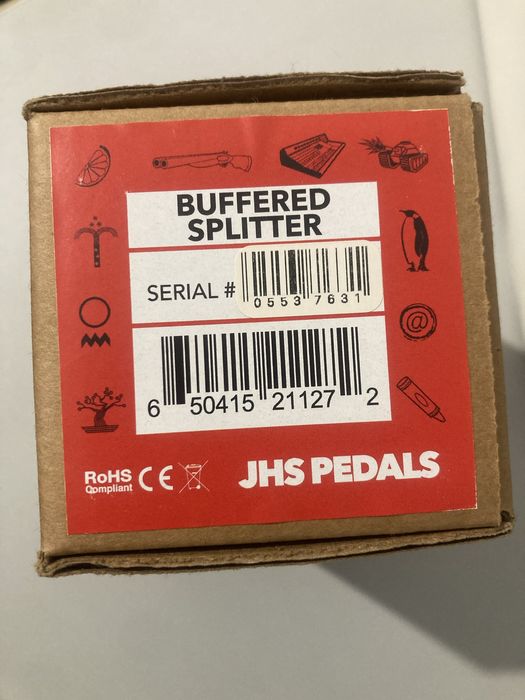 BUFFERED
SPLITTER
SERIAL #
0553 7631
6 50415 21127 2
@
RoHS
Compliant
CE
JHS PEDALS